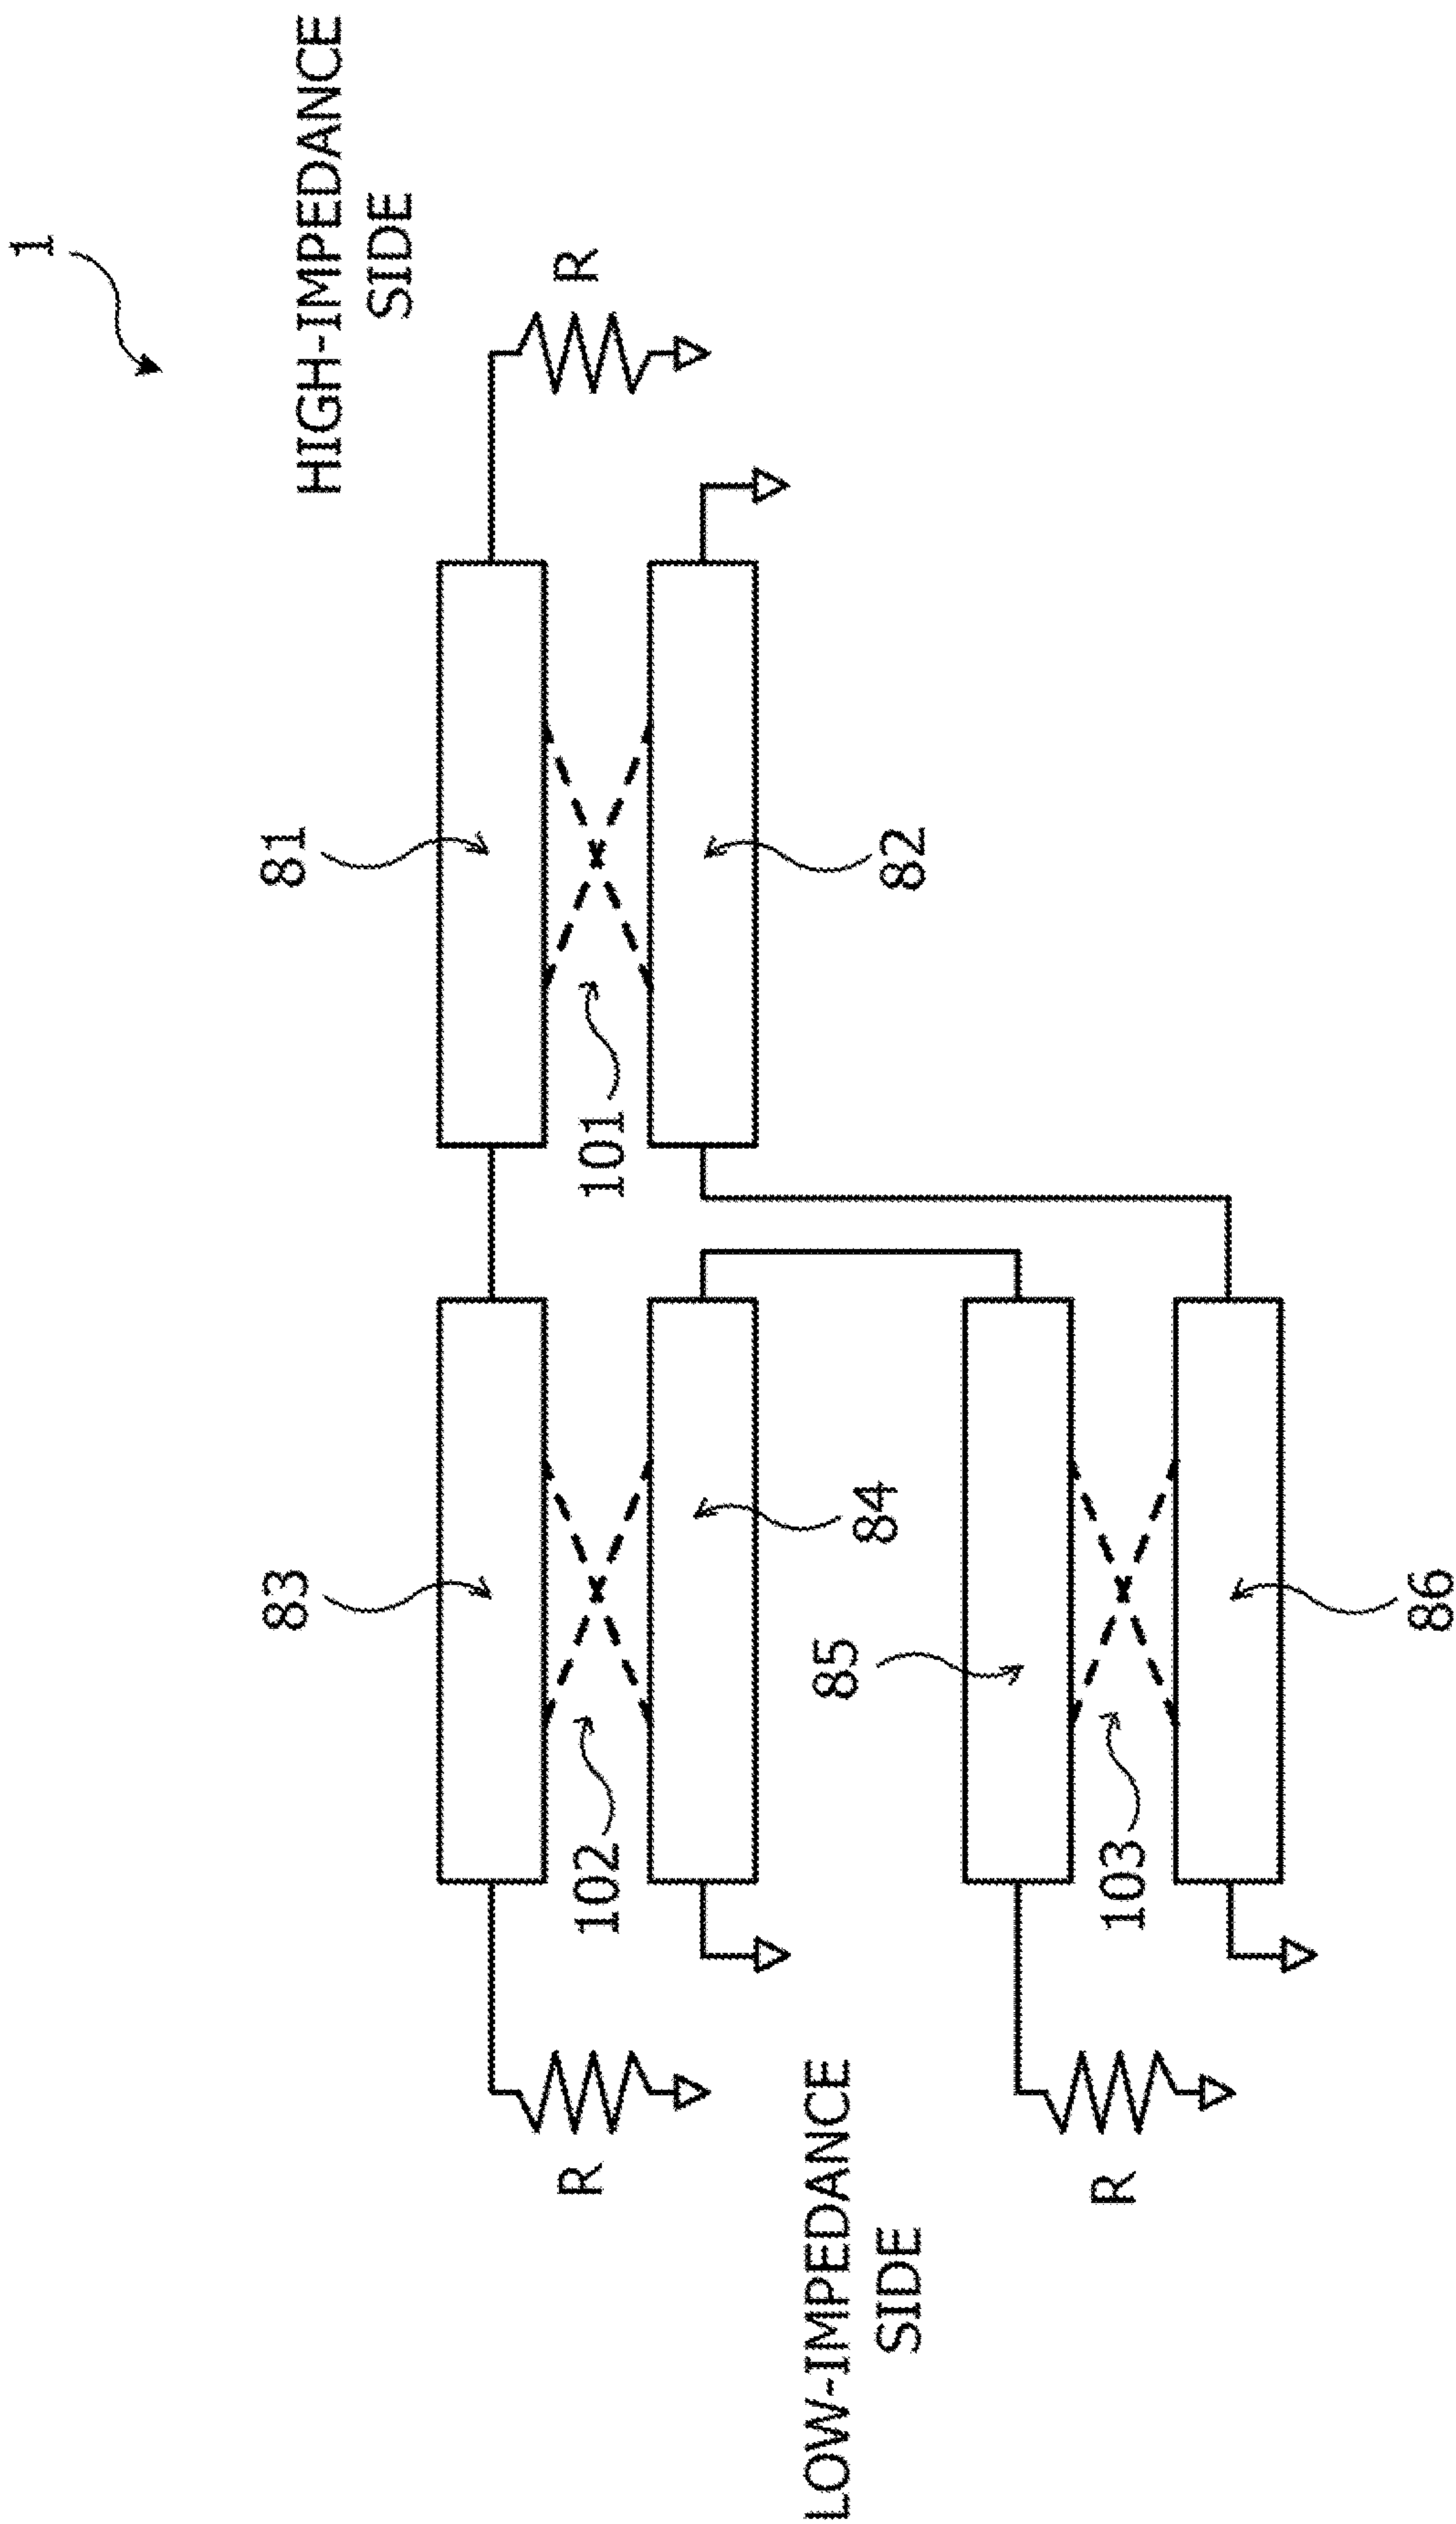 1
HIGH-IMPEDANCE
SIDE
R
81
101
82
83
102
84
85
103
86
R
LOW-IMPEDANCE
SIDE
R